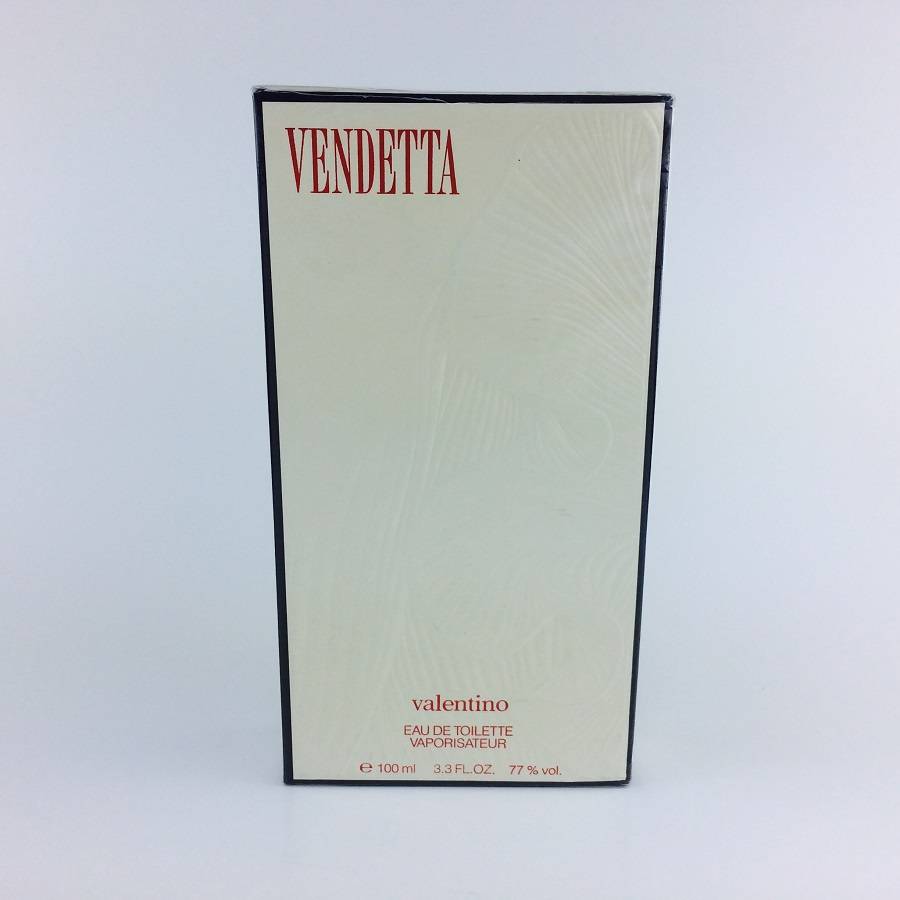 VENDETTA
valentino
EAU DE TOILETTE
VAPORISATEUR
℮ 100 ml 3.3 FL.OZ. 77 % vol.